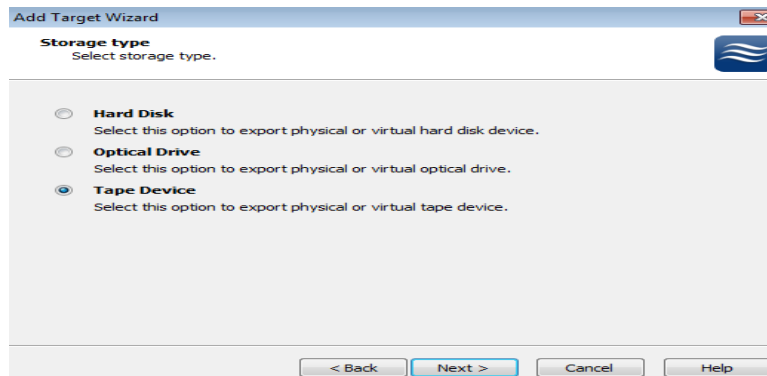 Add Target Wizard
Storage type
Select storage type.
Hard Disk
Select this option to export physical or virtual hard disk device.
Optical Drive
Select this option to export physical or virtual optical drive.
Tape Device
Select this option to export physical or virtual tape device.
< Back Next > Cancel Help